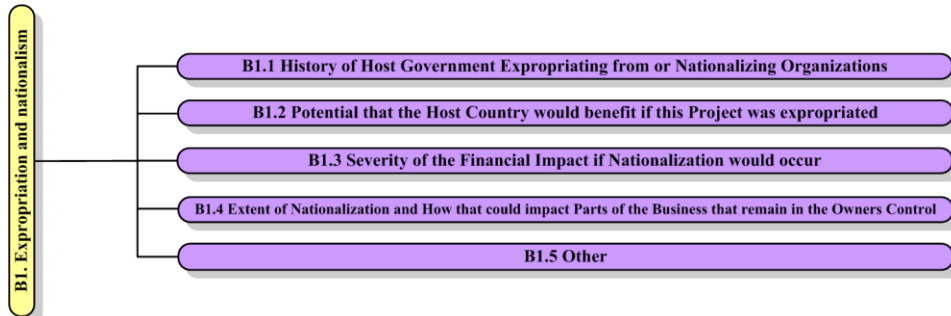 B1. Expropriation and nationalism
B1.1 History of Host Government Expropriating from or Nationalizing Organizations
B1.2 Potential that the Host Country would benefit if this Project was expropriated
B1.3 Severity of the Financial Impact if Nationalization would occur
B1.4 Extent of Nationalization and How that could impact Parts of the Business that remain in the Owners Control
B1.5 Other